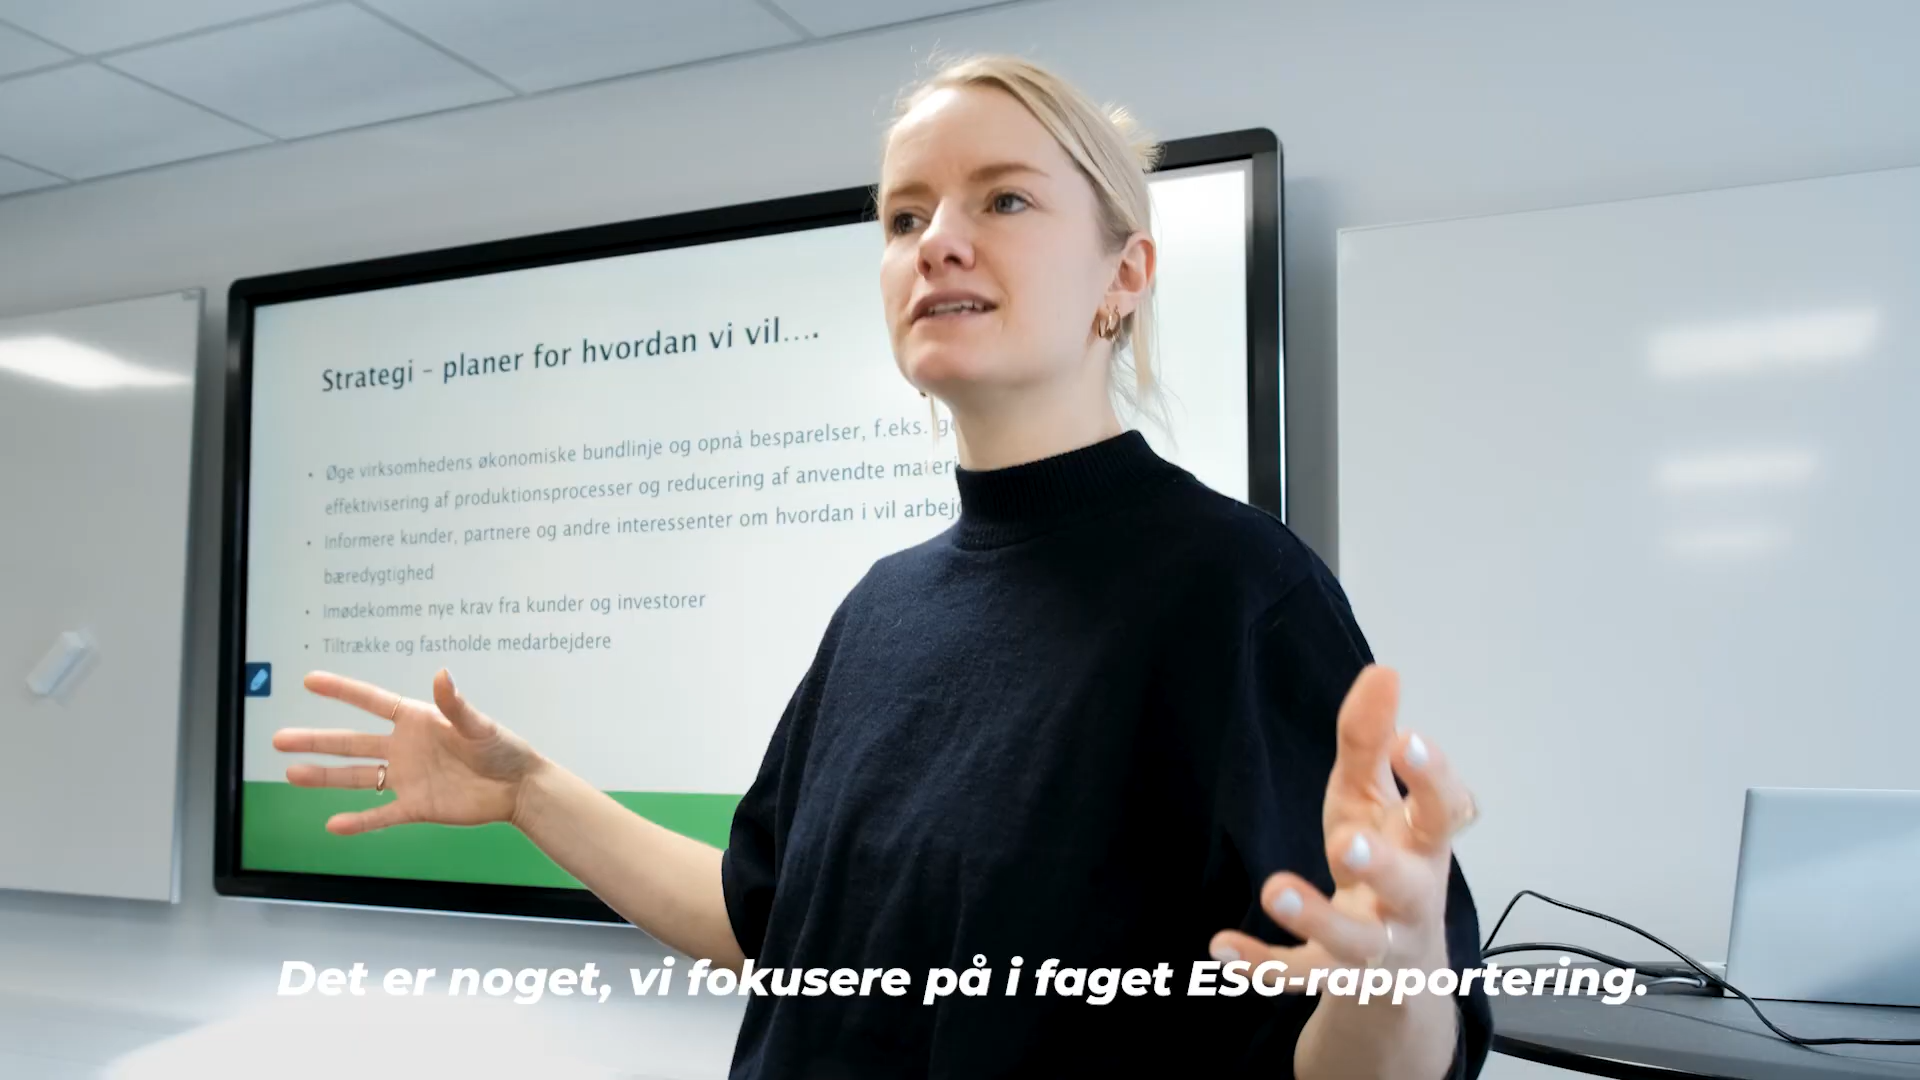 Strategi – planer for hvordan vi vil....
• Øge virksomhedens økonomiske bundlinje og opnå besparelser, f.eks.
effektivisering af produktionsprocesser og reducering af anvendte
• Informere kunder, partnere og andre interessenter om hvordan i vil
bæredygtighed
• Imødekomme nye krav fra kunder og investorer
• Tiltrække og fastholde medarbejdere
Det er noget, vi fokusere på i faget ESG-rapportering.